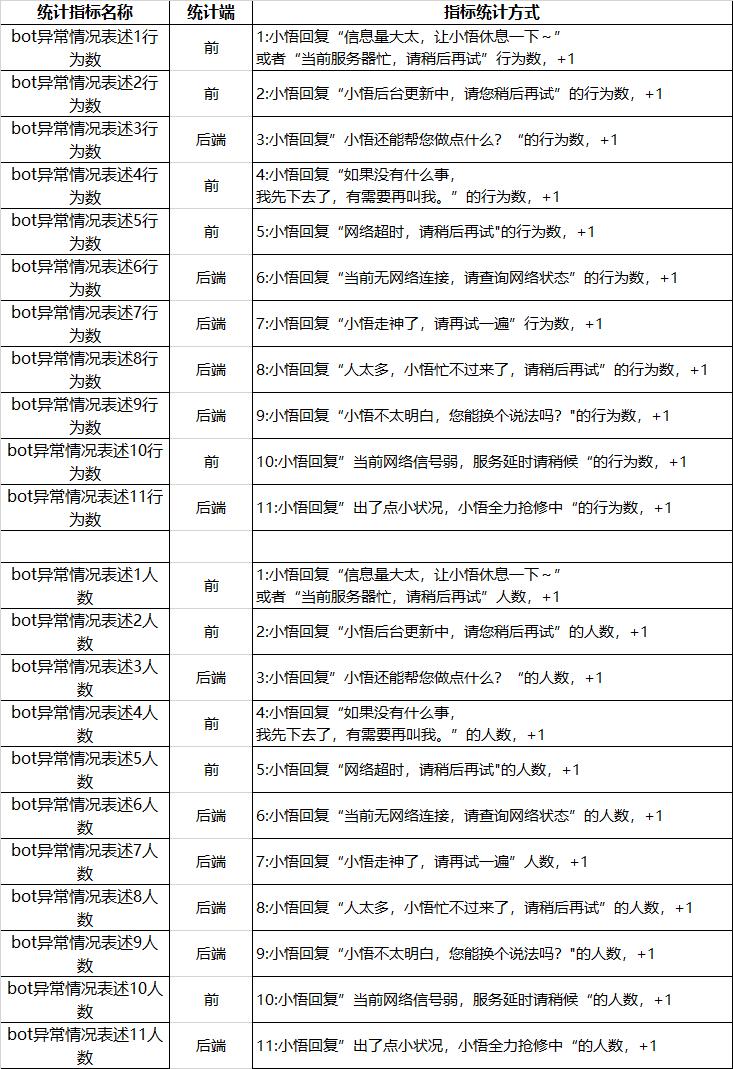 统计指标名称 统计端 指标统计方式
bot异常情况表述1行
为数
前
1:小悟回复“信息量大太，让小悟休息一下～”
或者“当前服务器忙，请稍后再试”行为数，+1
bot异常情况表述2行
为数
前
2:小悟回复“小悟后台更新中，请您稍后再试”的行为数，+1
bot异常情况表述3行
为数
后端
3:小悟回复”小悟还能帮您做点什么？“的行为数，+1
bot异常情况表述4行
为数
前
4:小悟回复“如果没有什么事，
我先下去了，有需要再叫我。”的行为数，+1
bot异常情况表述5行
为数
前
5:小悟回复“网络超时，请稍后再试"的行为数，+1
bot异常情况表述6行
为数
后端
6:小悟回复“当前无网络连接，请查询网络状态”的行为数，+1
bot异常情况表述7行
为数
后端
7:小悟回复“小悟走神了，请再试一遍”行为数，+1
bot异常情况表述8行
为数
后端
8:小悟回复“人太多，小悟忙不过来了，请稍后再试”的行为数，+1
bot异常情况表述9行
为数
后端
9:小悟回复“小悟不太明白，您能换个说法吗？"的行为数，+1
bot异常情况表述10行
为数
前
10:小悟回复”当前网络信号弱，服务延时请稍候“的行为数，+1
bot异常情况表述11行
为数
后端
11:小悟回复”出了点小状况，小悟全力抢修中“的行为数，+1
bot异常情况表述1人
数
前
1:小悟回复“信息量大太，让小悟休息一下～”
或者“当前服务器忙，请稍后再试”人数，+1
bot异常情况表述2人
数
前
2:小悟回复“小悟后台更新中，请您稍后再试”的人数，+1
bot异常情况表述3人
数
后端
3:小悟回复”小悟还能帮您做点什么？“的人数，+1
bot异常情况表述4人
数
前
4:小悟回复“如果没有什么事，
我先下去了，有需要再叫我。”的人数，+1
bot异常情况表述5人
数
前
5:小悟回复“网络超时，请稍后再试"的人数，+1
bot异常情况表述6人
数
后端
6:小悟回复“当前无网络连接，请查询网络状态”的人数，+1
bot异常情况表述7人
数
后端
7:小悟回复“小悟走神了，请再试一遍”人数，+1
bot异常情况表述8人
数
后端
8:小悟回复“人太多，小悟忙不过来了，请稍后再试”的人数，+1
bot异常情况表述9人
数
后端
9:小悟回复“小悟不太明白，您能换个说法吗？"的人数，+1
bot异常情况表述10人
数
前
10:小悟回复”当前网络信号弱，服务延时请稍候“的人数，+1
bot异常情况表述11人
数
后端
11:小悟回复”出了点小状况，小悟全力抢修中“的人数，+1